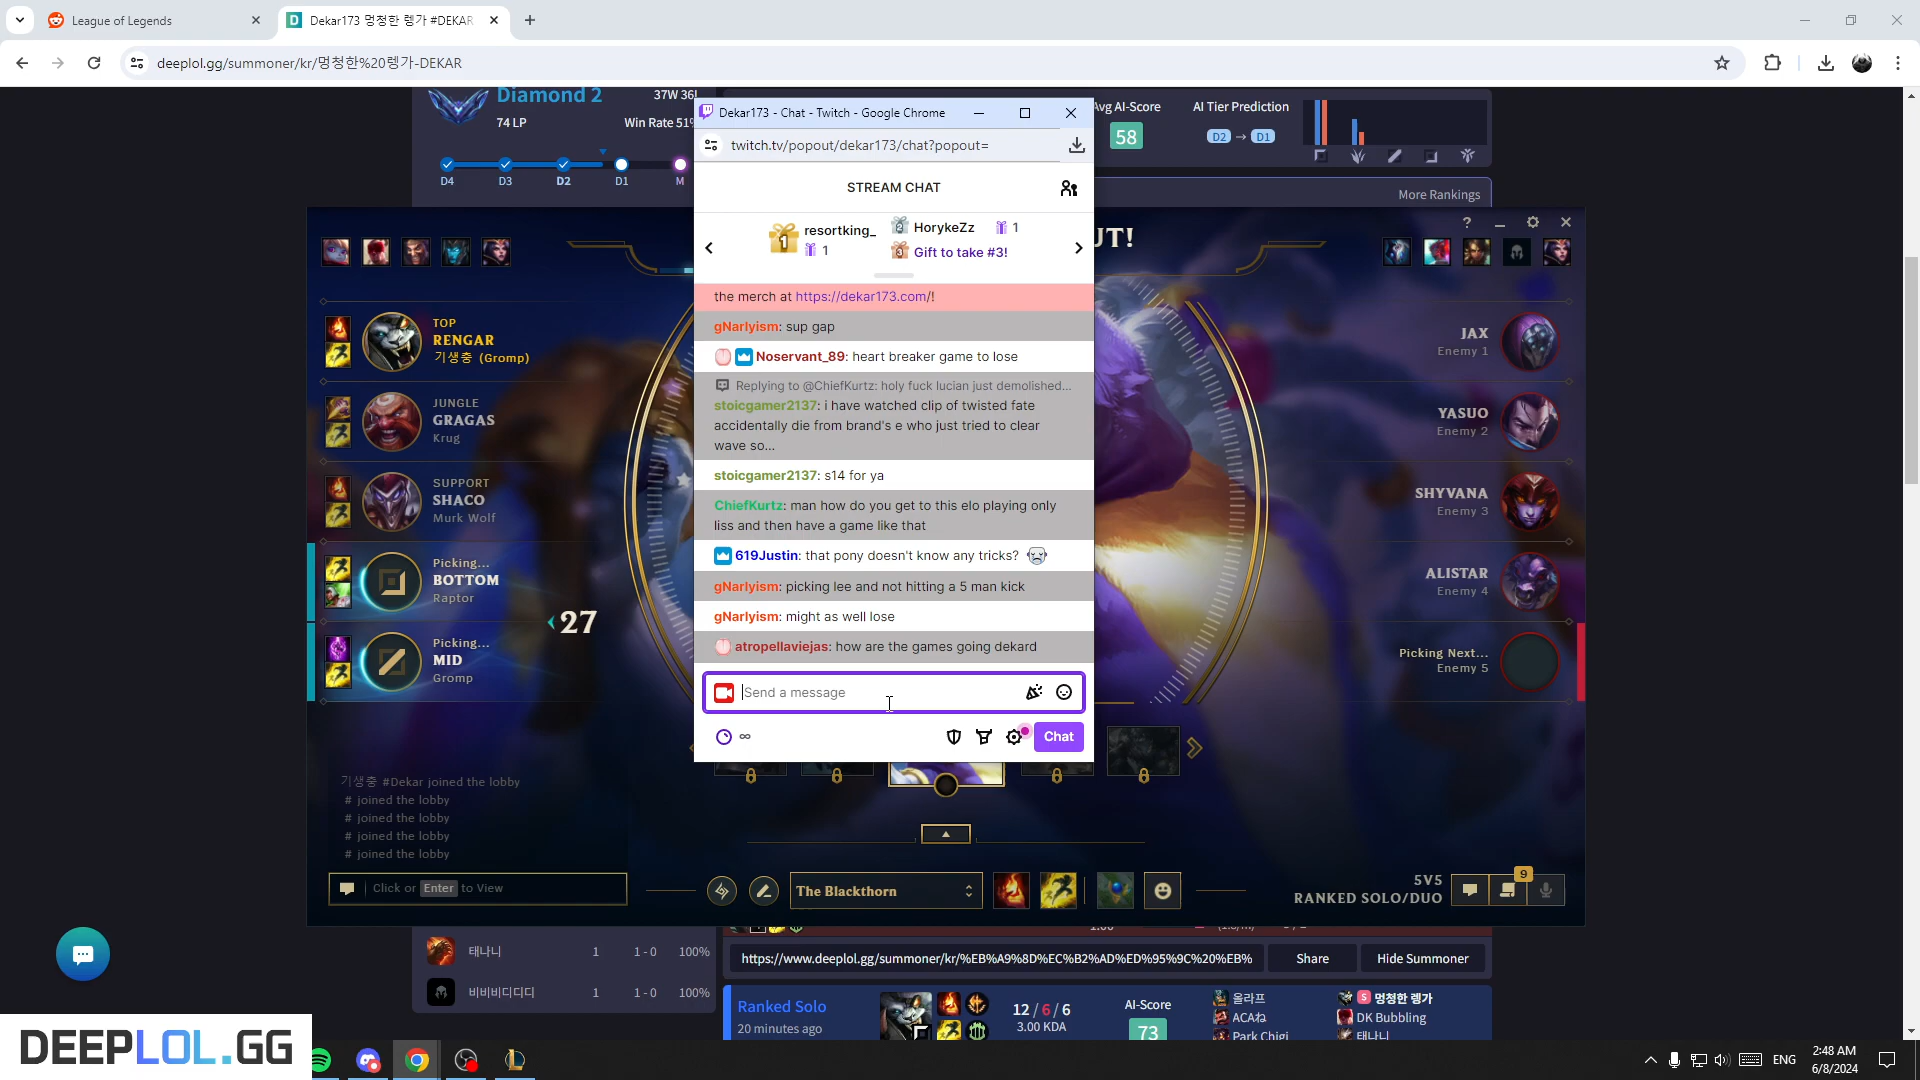 League of Legends
Dekar173 멍청한 렝가 #DEKAR
deeplol.gg/summoner/kr/멍청한%20렝가-DEKAR
Diamond 2
37W 36L
74 LP
Win Rate 51%
D4
D3
D2
D1
M
Avg AI-Score
58
AI Tier Prediction
D2
D1
More Rankings
Dekar173 - Chat - Twitch - Google Chrome
twitch.tv/popout/dekar173/chat?popout=
STREAM CHAT
1
resortking_
1
2
HorykeZz
1
3
Gift to take #3!
the merch at https://dekar173.com/!
gNarlyism: sup gap
Noservant_89: heart breaker game to lose
Replying to @ChiefKurtz: holy fuck lucian just demolished...
stoicgamer2137: i have watched clip of twisted fate
accidentally die from brand's e who just tried to clear
wave so...
stoicgamer2137: s14 for ya
ChiefKurtz: man how do you get to this elo playing only
liss and then have a game like that
619Justin: that pony doesn't know any tricks?
gNarlyism: picking lee and not hitting a 5 man kick
gNarlyism: might as well lose
atropellaviejas: how are the games going dekard
Send a message
∞
Chat
UT!
?
TOP
RENGAR
기생충 (Gromp)
JUNGLE
GRAGAS
Krug
SUPPORT
SHACO
Murk Wolf
Picking...
BOTTOM
Raptor
27
Picking...
MID
Gromp
JAX
Enemy 1
YASUO
Enemy 2
SHYVANA
Enemy 3
ALISTAR
Enemy 4
Picking Next...
Enemy 5
기생충 #Dekar joined the lobby
# joined the lobby
# joined the lobby
# joined the lobby
# joined the lobby
Click or Enter to View
The Blackthorn
5V5
RANKED SOLO/DUO
9
태나니
1
1 - 0
100%
비비비디디디
1
1 - 0
100%
https://www.deeplol.gg/summoner/kr/%EB%A9%8D%EC%B2%AD%ED%95%9C%20%EB%
Share
Hide Summoner
Ranked Solo
20 minutes ago
12 / 6 / 6
3.00 KDA
AI-Score
73
올라프
ACAね
Park Chigi
S 멍청한 렝가
DK Bubbling
태나니
DEEPLOL.GG
ENG
2:48 AM
6/8/2024